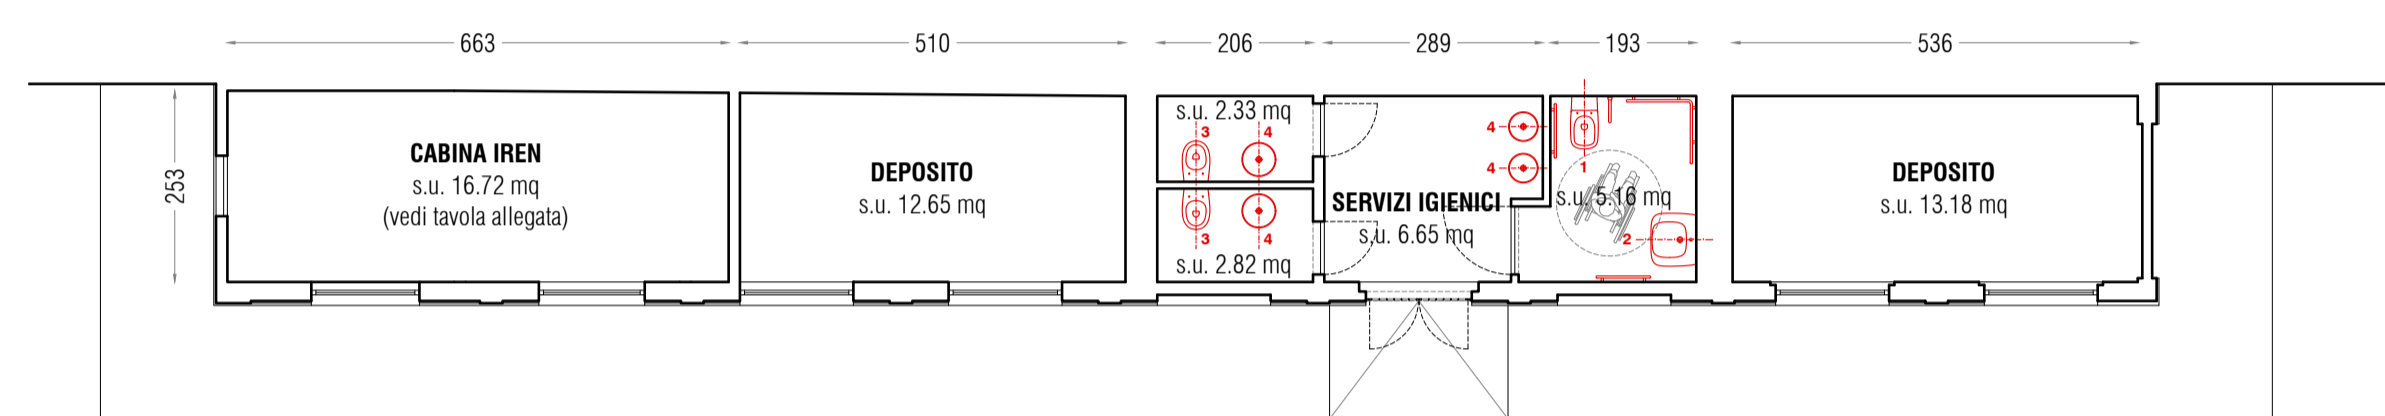 663
510
206
289
193
536
253
CABINA IREN
s.u. 16.72 mq
(vedi tavola allegata)
DEPOSITO
s.u. 12.65 mq
s.u. 2.33 mq
3
4
3
4
s.u. 2.82 mq
4
4
SERVIZI IGIENICI
s.u. 6.65 mq
1
s.u. 5.16 mq
2
DEPOSITO
s.u. 13.18 mq